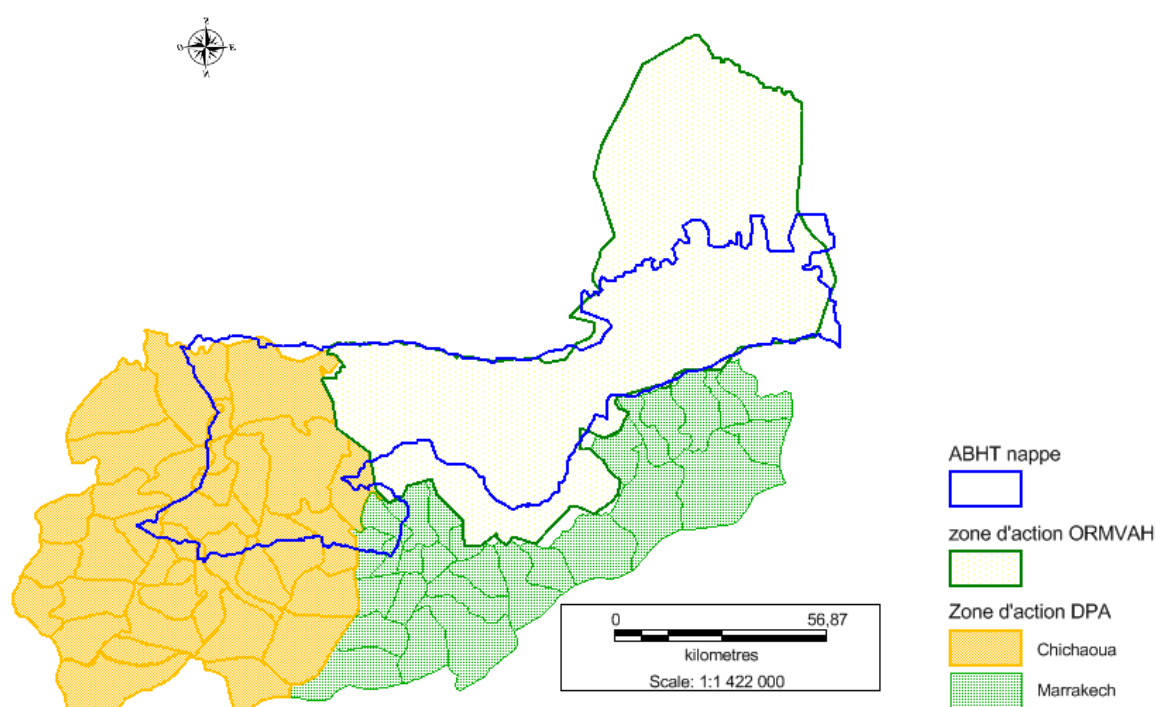 S
O E
N
ABHT nappe
zone d'action ORMVAH
Zone d'action DPA
Chichaoua
Marrakech
0 56,87
kilometres
Scale: 1:1 422 000